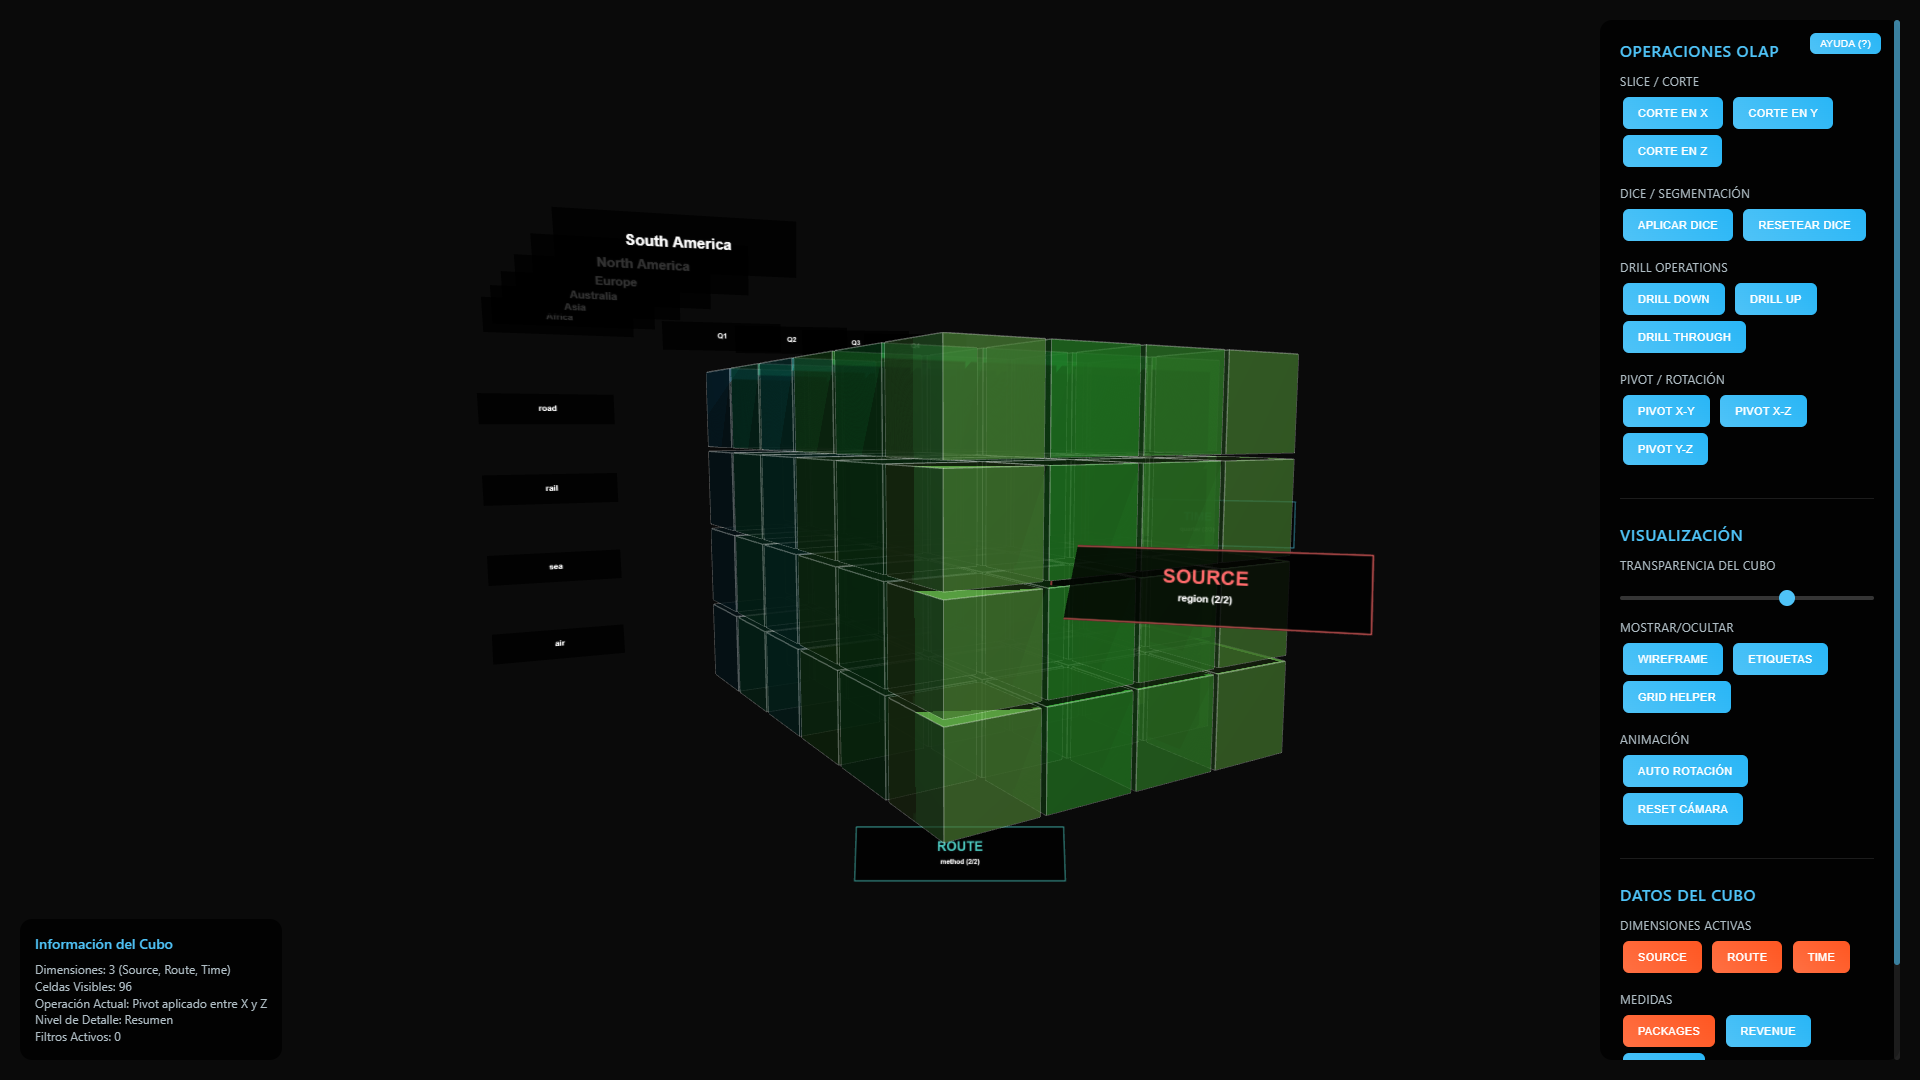 South America
North America
Europe
Australia
Asia
Africa
Q1
Q2
Q3
road
rail
sea
air
SOURCE
region (2/2)
ROUTE
method (2/2)
Información del Cubo
Dimensiones: 3 (Source, Route, Time)
Celdas Visibles: 96
Operación Actual: Pivot aplicado entre X y Z
Nivel de Detalle: Resumen
Filtros Activos: 0
OPERACIONES OLAP
AYUDA (?)
SLICE / CORTE
CORTE EN X
CORTE EN Y
CORTE EN Z
DICE / SEGMENTACIÓN
APLICAR DICE
RESETEAR DICE
DRILL OPERATIONS
DRILL DOWN
DRILL UP
DRILL THROUGH
PIVOT / ROTACIÓN
PIVOT X-Y
PIVOT X-Z
PIVOT Y-Z
VISUALIZACIÓN
TRANSPARENCIA DEL CUBO
MOSTRAR/OCULTAR
WIREFRAME
ETIQUETAS
GRID HELPER
ANIMACIÓN
AUTO ROTACIÓN
RESET CÁMARA
DATOS DEL CUBO
DIMENSIONES ACTIVAS
SOURCE
ROUTE
TIME
MEDIDAS
PACKAGES
REVENUE